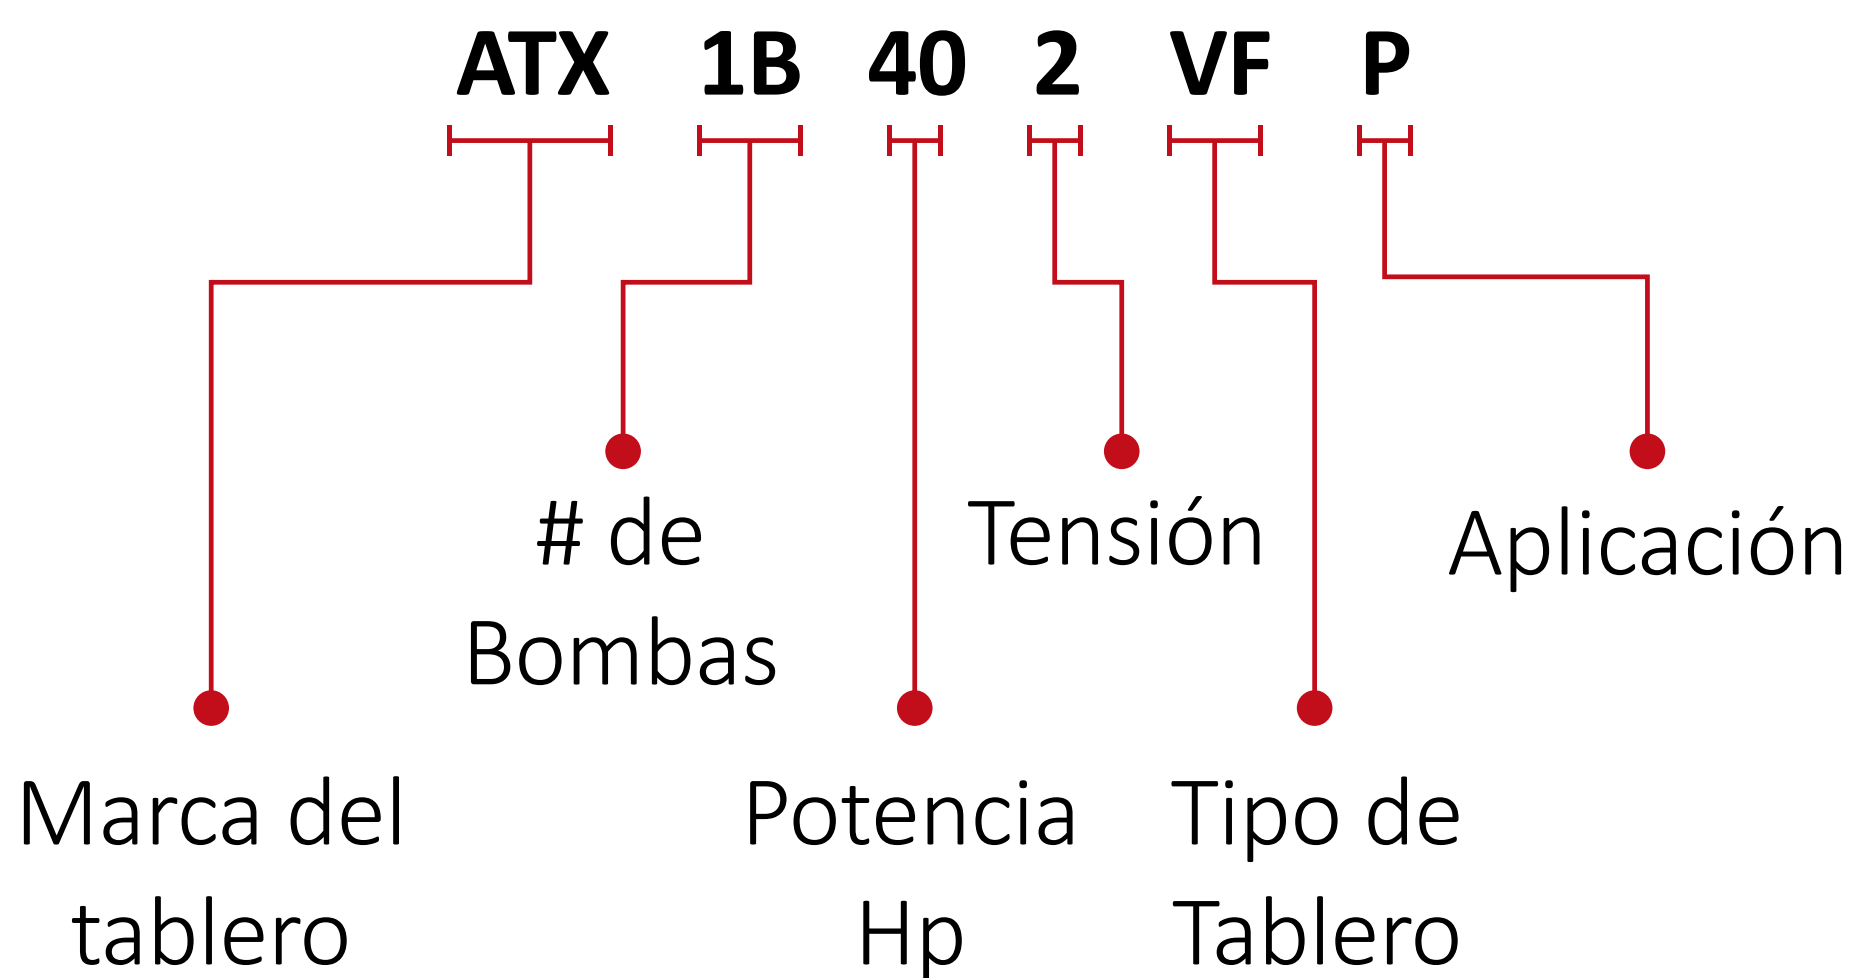 ATX 1B 40 2 VF P
# de
Bombas
Tensión
Aplicación
Marca del
tablero
Potencia
Hp
Tipo de
Tablero